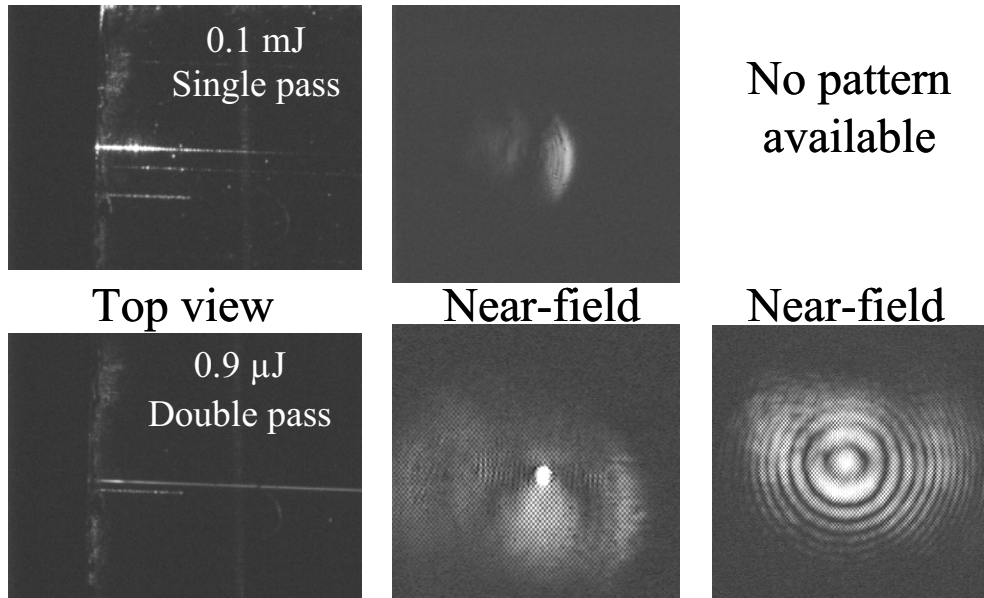 0.1 mJ
Single pass
No pattern
available
Top view
Near-field
Near-field
0.9 µJ
Double pass